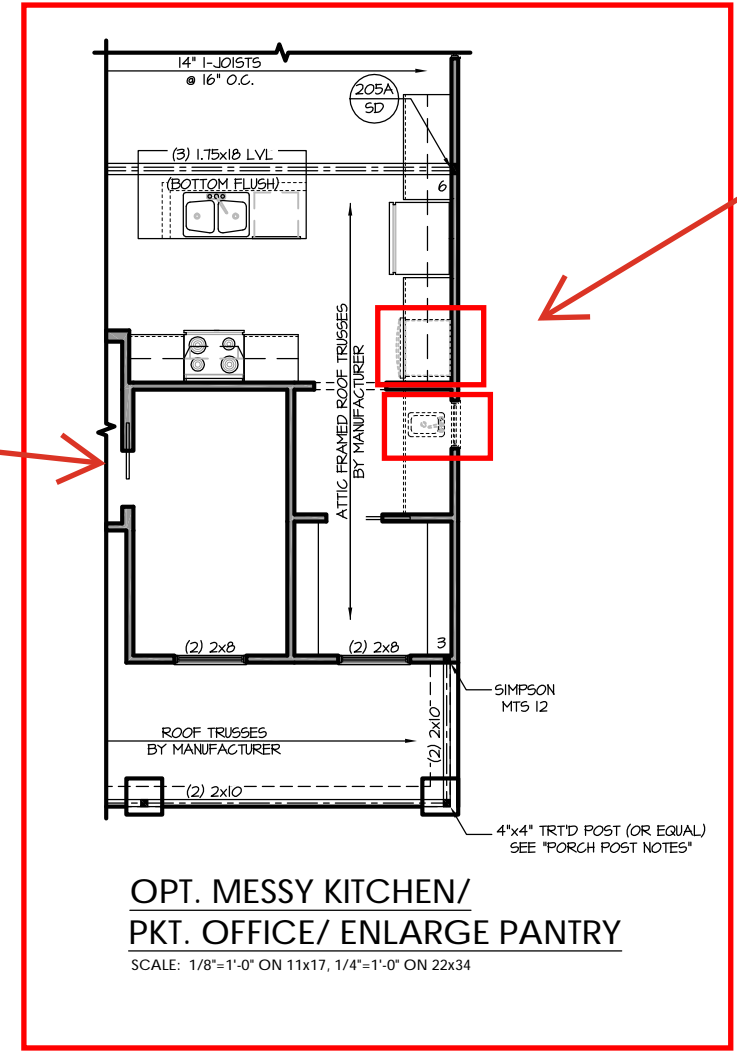 14" I-JOISTS
@ 16" O.C.
205A
SD
(3) 1.75x18 LVL
(BOTTOM FLUSH)
6
ATTIC FRAMED ROOF TRUSSES
BY MANUFACTURER
(2) 2x8
(2) 2x8
3
SIMPSON
MTS 12
(2) 2x10
ROOF TRUSSES
BY MANUFACTURER
(2) 2x10
4"x4" TRT'D POST (OR EQUAL)
SEE "PORCH POST NOTES"
OPT. MESSY KITCHEN/
PKT. OFFICE/ ENLARGE PANTRY
SCALE: 1/8"=1'-0" ON 11x17, 1/4"=1'-0" ON 22x34